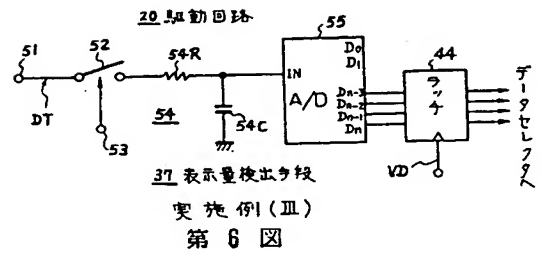 20 駆動回路
51
52
54R
55
44
D0
D1
IN
A/D
Dn-3
Dn-2
Dn-1
Dn
ラッチ
データセレクタへ
DT
53
54
54C
VD
37 表示量検出手段
実施例(III)
第6図